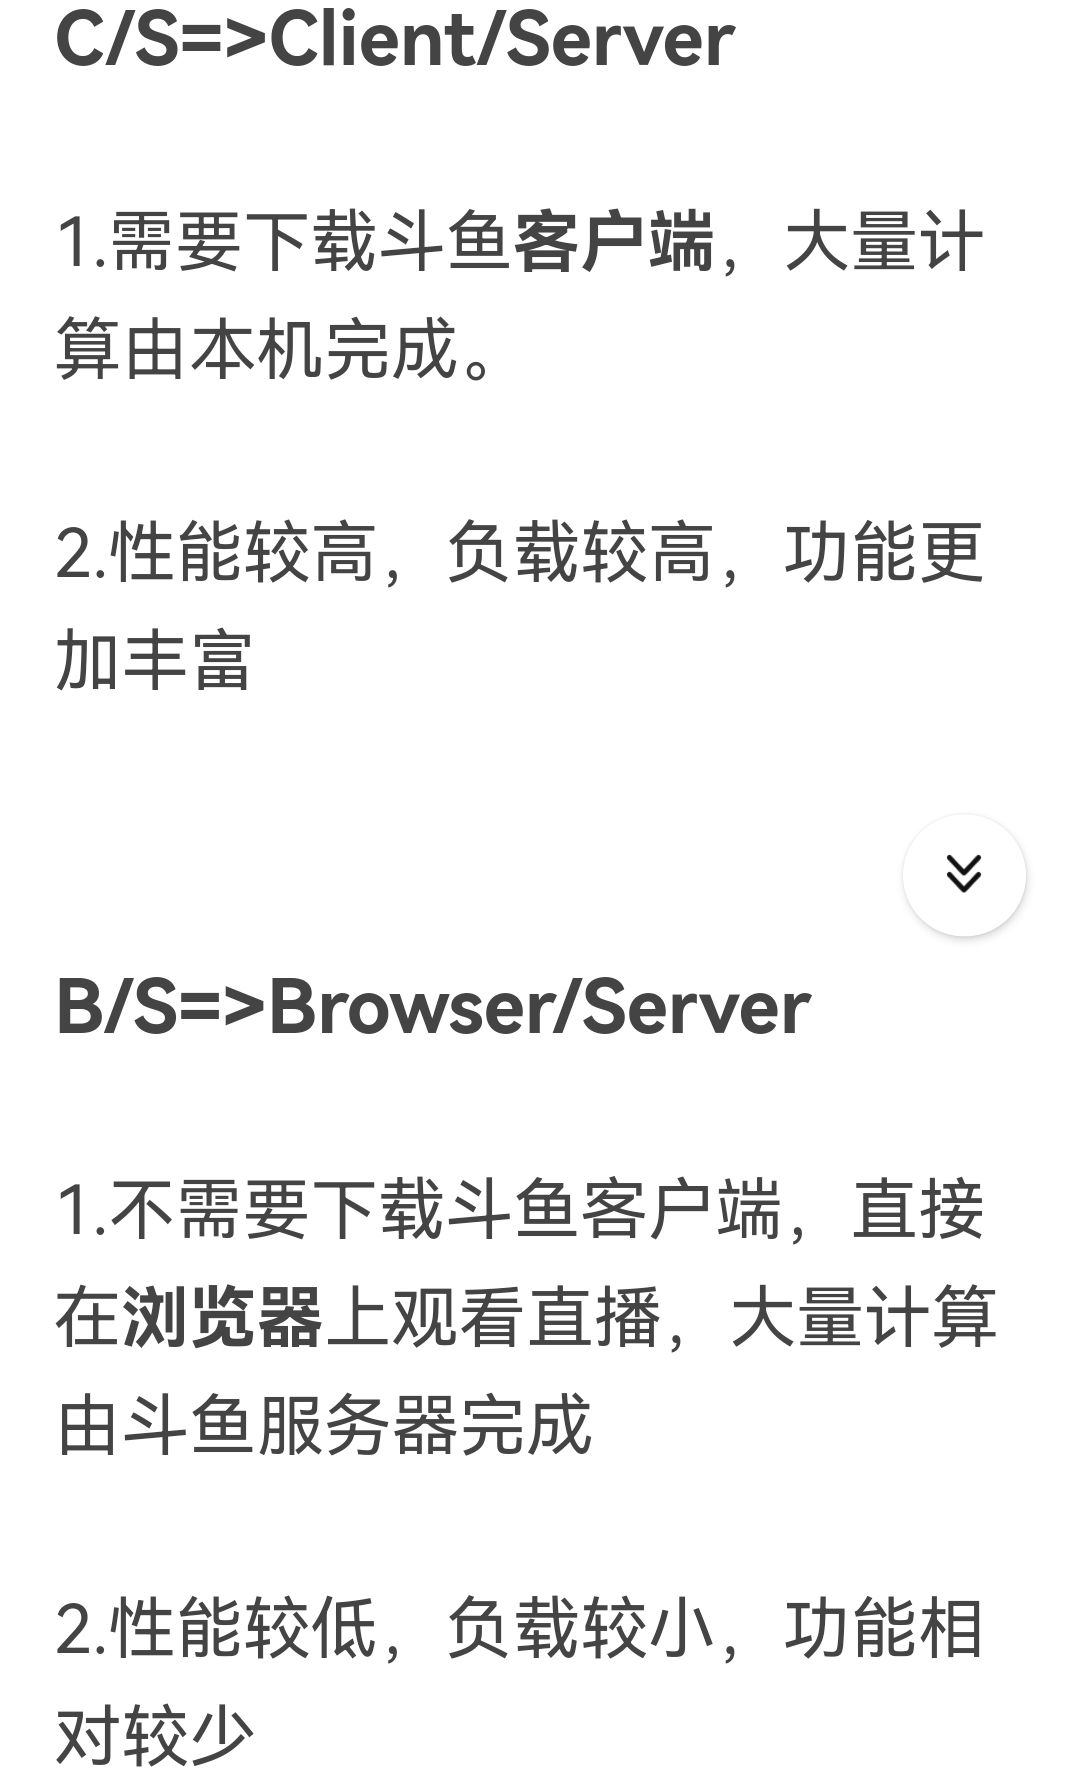 C/S=>Client/Server
1.需要下载斗鱼客户端，大量计
算由本机完成。
2.性能较高，负载较高，功能更
加丰富
B/S=>Browser/Server
1.不需要下载斗鱼客户端，直接
在浏览器上观看直播，大量计算
由斗鱼服务器完成
2.性能较低，负载较小，功能相
对较少